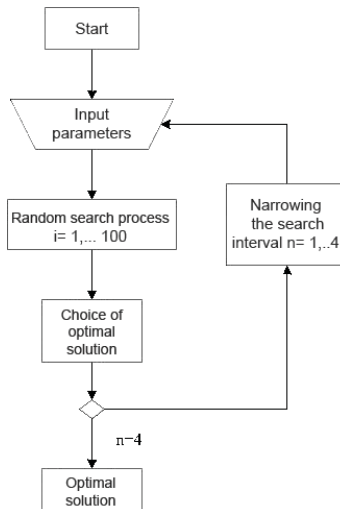 Start
Input
parameters
Random search process
i= 1,... 100
Narrowing
the search
interval n= 1,..4
Choice of
optimal
solution
n=4
Optimal
solution